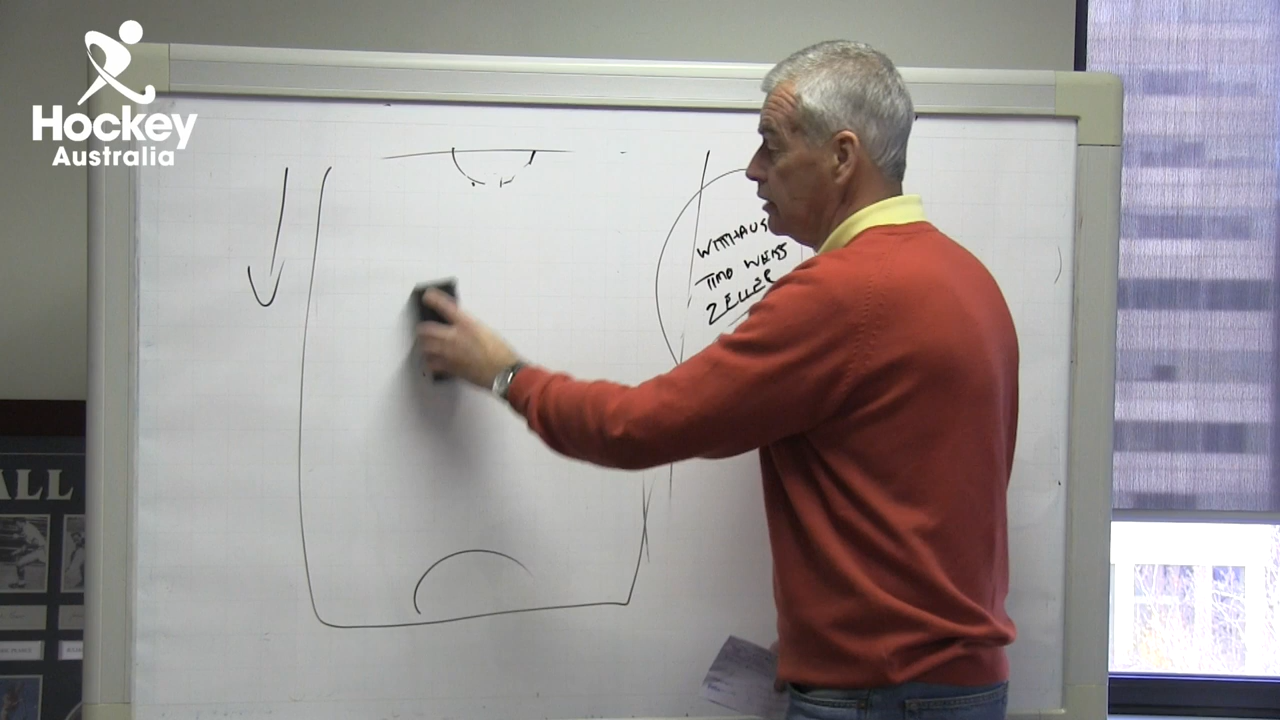 Hockey
Australia
WITTHAUS
TIMO WEISS
ZELLER
ALL